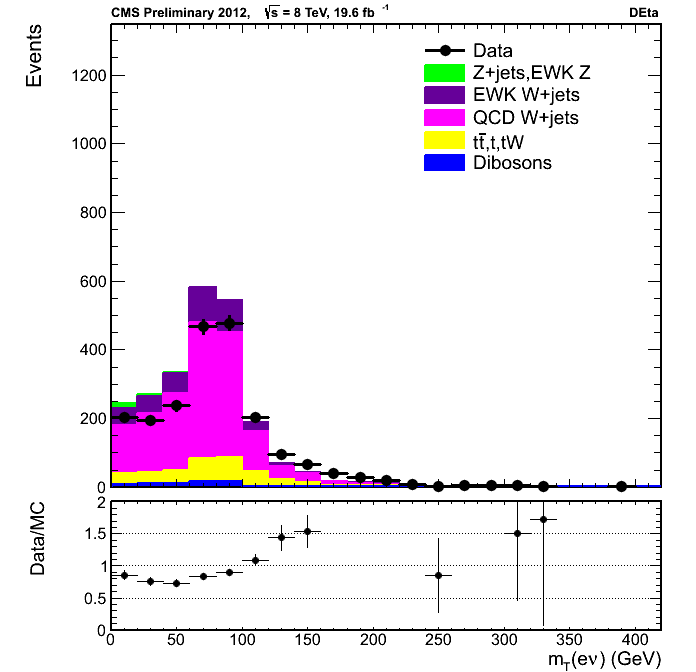 CMS Preliminary 2012, √s = 8 TeV, 19.6 fb⁻¹ DEta
Events
Data
Z+jets,EWK Z
EWK W+jets
QCD W+jets
tt̅,t,tW
Dibosons
1200
1000
800
600
400
200
0
Data/MC
2
1.5
1
0.5
0
0 50 100 150 200 250 300 350 400
m_T(eν) (GeV)